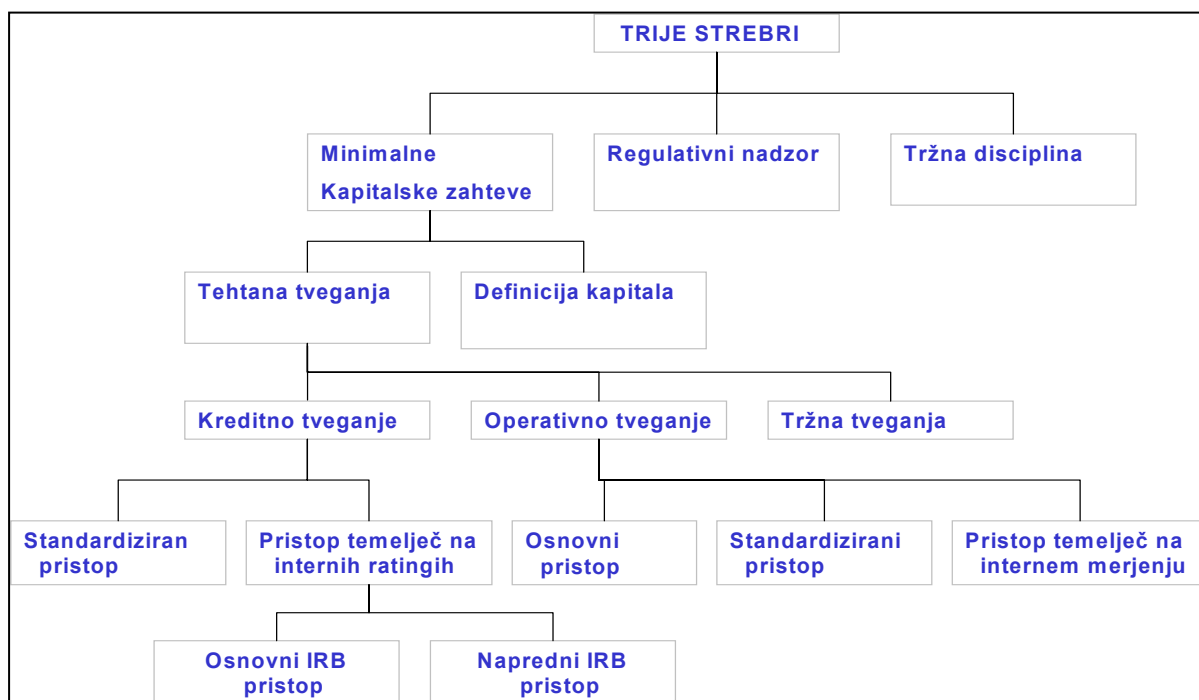 TRIJE STREBRI
Minimalne
Kapitalske zahteve
Regulativni nadzor
Tržna disciplina
Tehtana tveganja
Definicija kapitala
Kreditno tveganje
Operativno tveganje
Tržna tveganja
Standardiziran
pristop
Pristop temelječ na
internih ratingih
Osnovni
pristop
Standardizirani
pristop
Pristop temelječ na
internem merjenju
Osnovni IRB
pristop
Napredni IRB
pristop